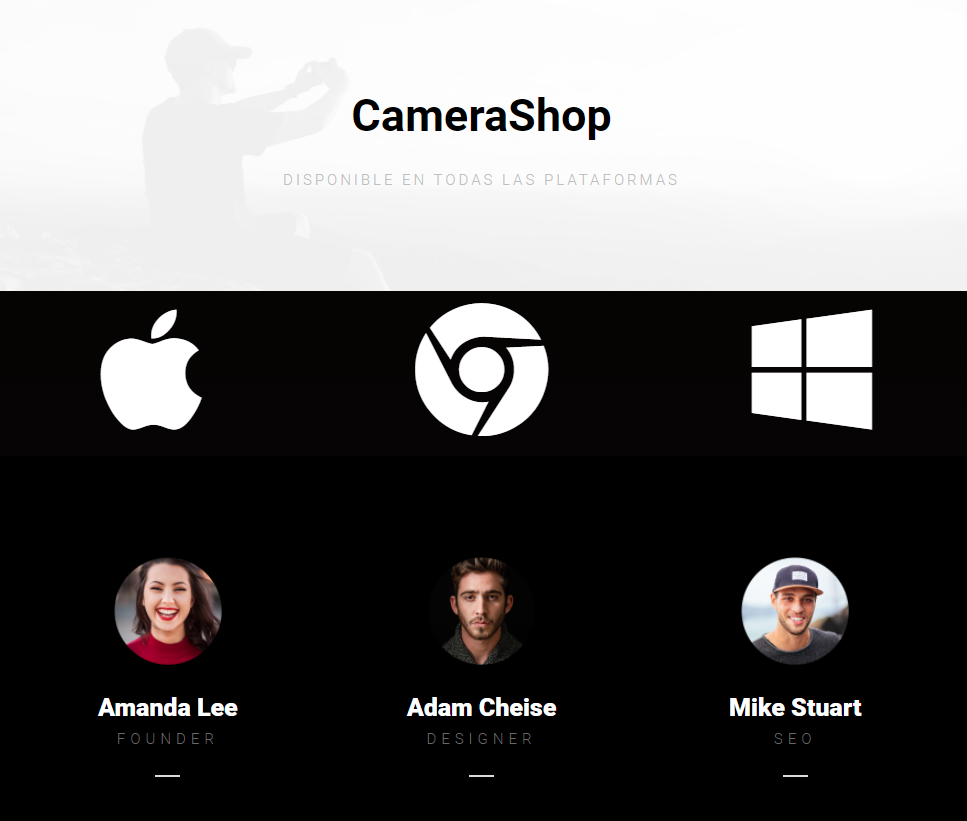 CameraShop
DISPONIBLE EN TODAS LAS PLATAFORMAS
Amanda Lee
FOUNDER
Adam Cheise
DESIGNER
Mike Stuart
SEO